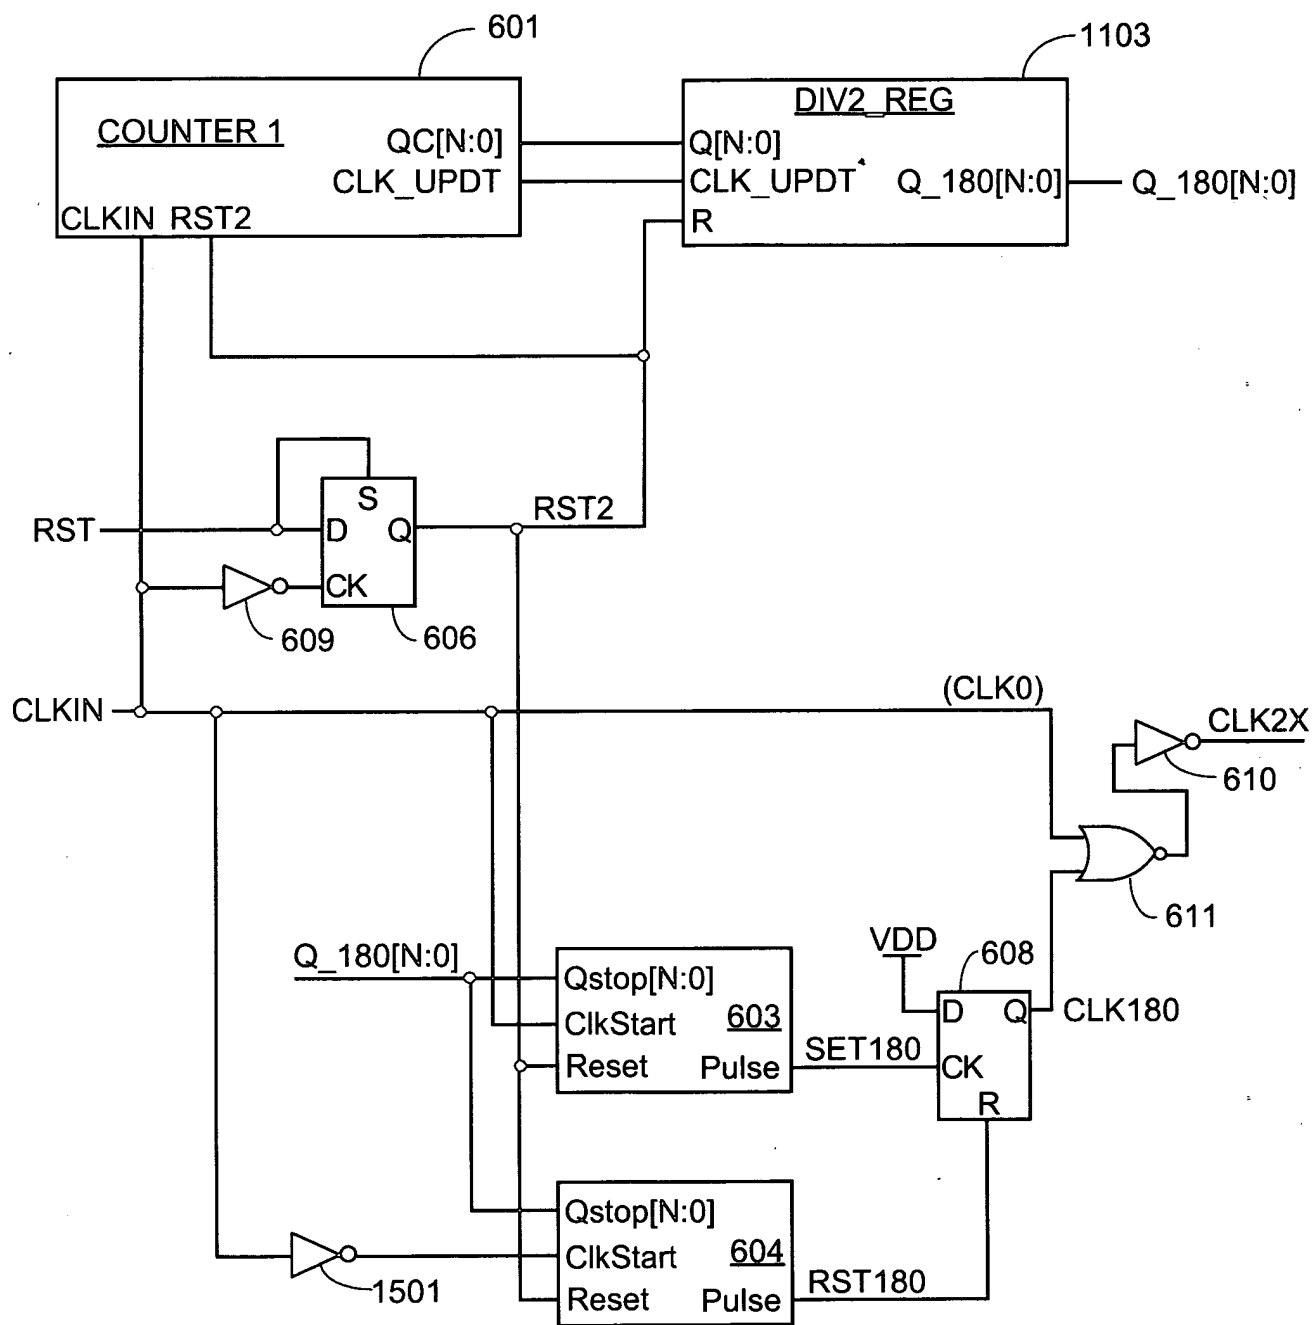 601
1103
COUNTER 1
QC[N:0]
CLK_UPDT
CLKIN RST2
DIV2_REG
Q[N:0]
CLK_UPDT
Q_180[N:0]
R
Q_180[N:0]
RST
S
D
Q
CK
RST2
609
606
CLKIN
(CLK0)
CLK2X
610
611
Q_180[N:0]
Qstop[N:0]
ClkStart
603
Reset
Pulse
SET180
VDD
608
D
Q
CK
R
CLK180
Qstop[N:0]
ClkStart
604
Reset
Pulse
RST180
1501